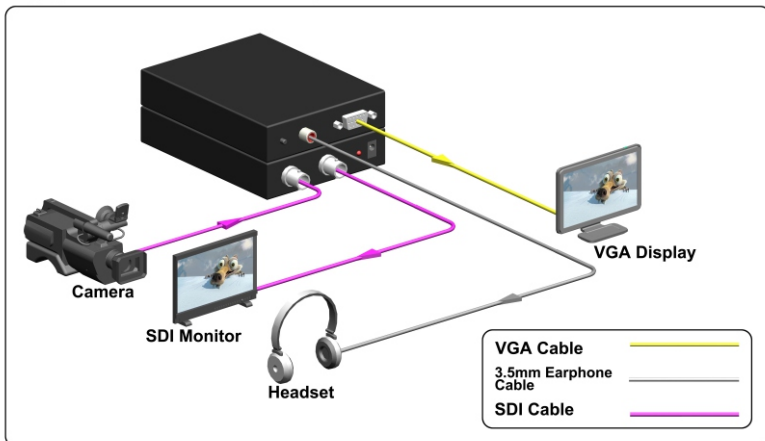 VGA Display
Camera
SDI Monitor
Headset
VGA Cable
3.5mm Earphone
Cable
SDI Cable